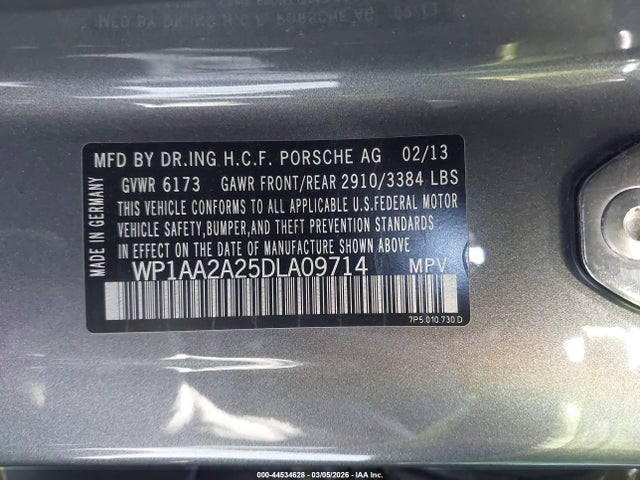 MFD BY DR.ING H.C.F. PORSCHE AG 02/13
GVWR 6173 GAWR FRONT/REAR 2910/3384 LBS
THIS VEHICLE CONFORMS TO ALL APPLICABLE U.S.FEDERAL MOTOR
VEHICLE SAFETY,BUMPER,AND THEFT PREVENTION STANDARDS
IN EFFECT ON THE DATE OF MANUFACTURE SHOWN ABOVE
WP1AA2A25DLA09714 MPV
MADE IN GERMANY
7P5.010.730 D
000-44534628 - 03/05/2026 - IAA Inc.